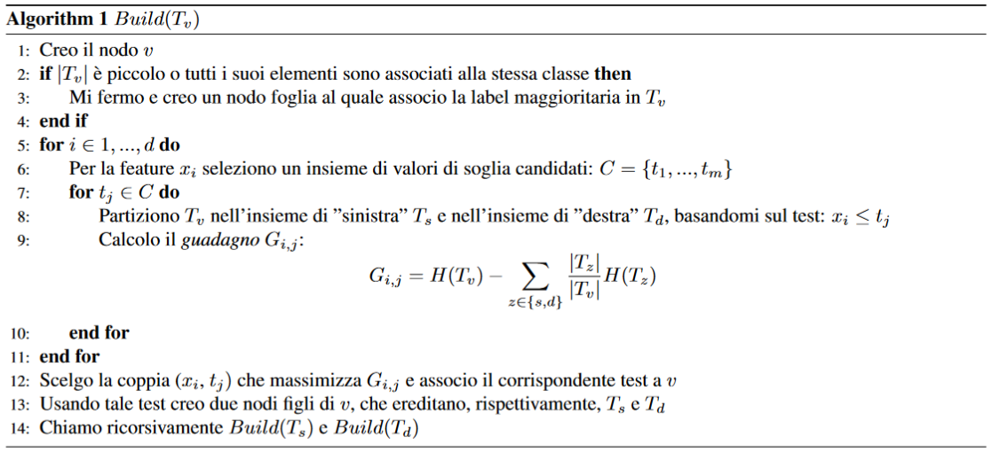 Algorithm 1 Build(T_v)
1: Creo il nodo v
2: if |T_v| è piccolo o tutti i suoi elementi sono associati alla stessa classe then
3: Mi fermo e creo un nodo foglia al quale associo la label maggioritaria in T_v
4: end if
5: for i ∈ 1, ..., d do
6: Per la feature x_i seleziono un insieme di valori di soglia candidati: C = {t_1, ..., t_m}
7: for t_j ∈ C do
8: Partiziono T_v nell'insieme di ”sinistra” T_s e nell'insieme di ”destra” T_d, basandomi sul test: x_i ≤ t_j
9: Calcolo il guadagno G_{i,j}:
G_{i,j} = H(T_v) − ∑_{z∈{s,d}} |T_z|/|T_v| H(T_z)
10: end for
11: end for
12: Scelgo la coppia (x_i, t_j) che massimizza G_{i,j} e associo il corrispondente test a v
13: Usando tale test creo due nodi figli di v, che ereditano, rispettivamente, T_s e T_d
14: Chiamo ricorsivamente Build(T_s) e Build(T_d)